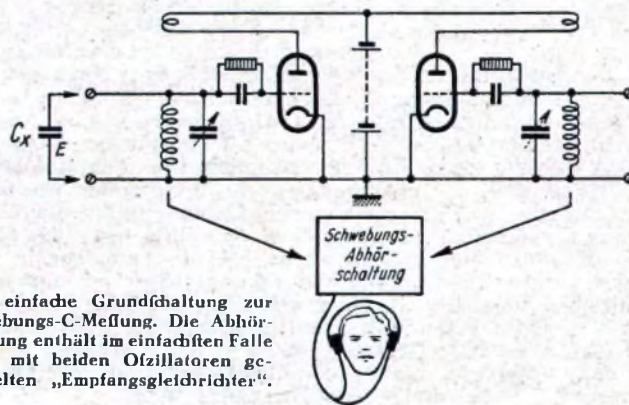 Cx
E
Schwebungs-
Abhör-
schaltung
einfache Grundſchaltung zur
ebungs-C-Meſſung. Die Abhör-
ung enthält im einfachſten Falle
mit beiden Oſzillatoren ge-
elten „Empfangsgleichrichter“.